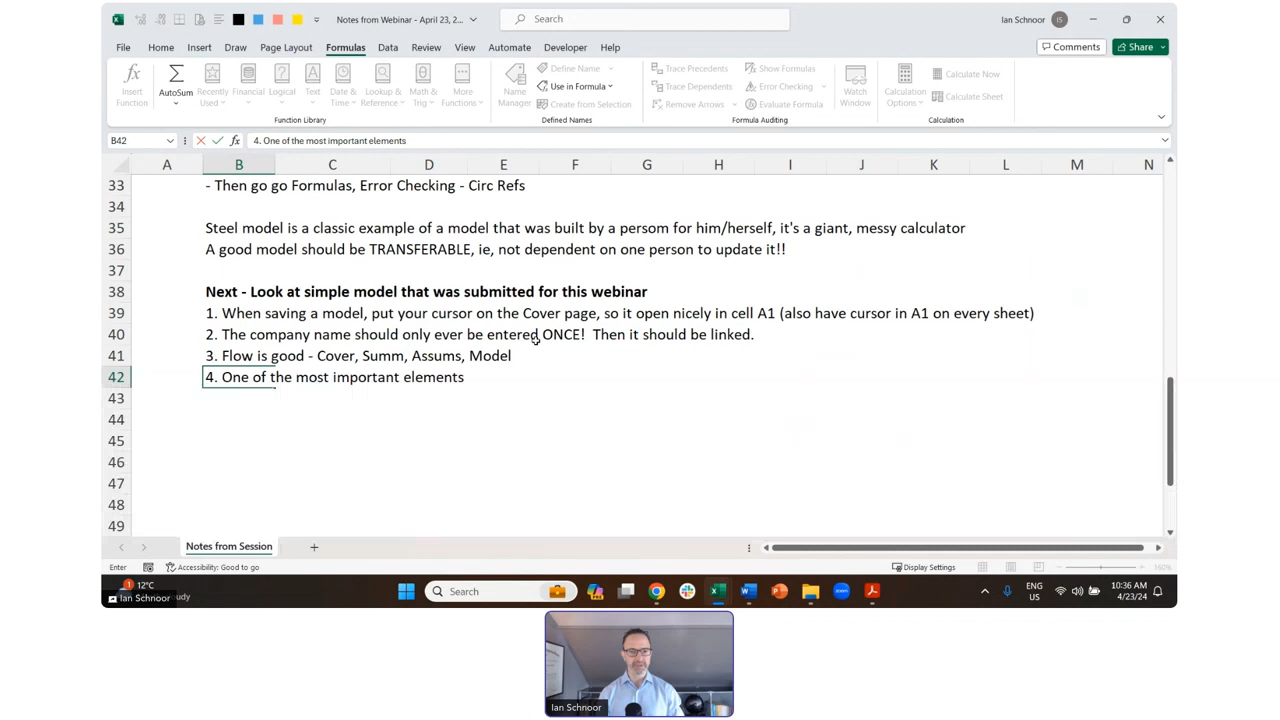 Notes from Webinar - April 23, 2...
Search
Ian Schnoor
IS
File Home Insert Draw Page Layout Formulas Data Review View Automate Developer Help
Comments
Share
Insert Function
AutoSum
Recently Used
Financial
Logical
Text
Date & Time
Lookup & Reference
Math & Trig
More Functions
Function Library
Name Manager
Define Name
Use in Formula
Create from Selection
Defined Names
Trace Precedents
Trace Dependents
Remove Arrows
Show Formulas
Error Checking
Evaluate Formula
Formula Auditing
Watch Window
Calculation Options
Calculate Now
Calculate Sheet
Calculation
B42
fx
4. One of the most important elements
A B C D E F G H I J K L M N
33 - Then go go Formulas, Error Checking - Circ Refs
34
35 Steel model is a classic example of a model that was built by a persom for him/herself, it's a giant, messy calculator
36 A good model should be TRANSFERABLE, ie, not dependent on one person to update it!!
37
38 Next - Look at simple model that was submitted for this webinar
39 1. When saving a model, put your cursor on the Cover page, so it open nicely in cell A1 (also have cursor in A1 on every sheet)
40 2. The company name should only ever be entered ONCE! Then it should be linked.
41 3. Flow is good - Cover, Summ, Assums, Model
42 4. One of the most important elements
43
44
45
46
47
48
49
Notes from Session
Enter
Accessibility: Good to go
Display Settings
160%
1
12°C
Ian Schnoor
Search
ENG
US
10:36 AM
4/23/24
Ian Schnoor